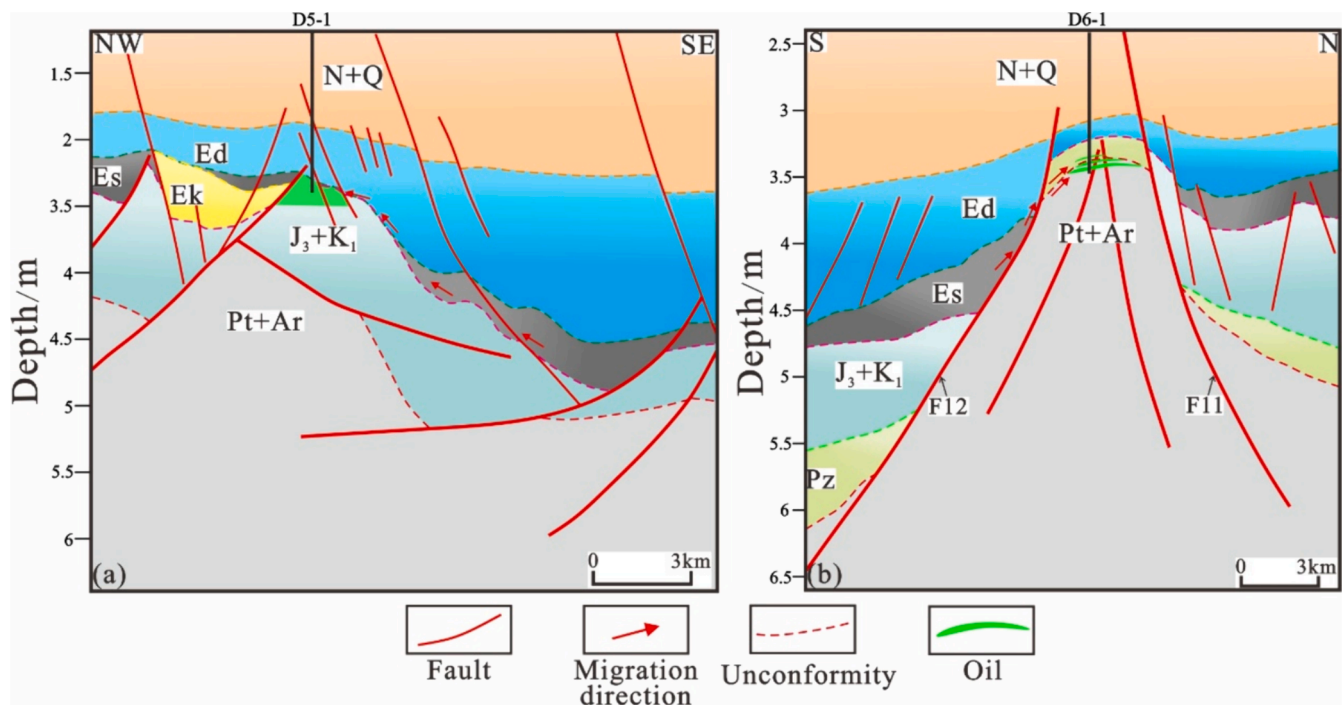 D5-1
NW
SE
N+Q
1.5
2
3.5
4
4.5
5
5.5
6
Depth/m
Ed
Es
Ek
J₃+K₁
Pt+Ar
(a)
0 3km
D6-1
S
N
N+Q
2.5
3
3.5
4
4.5
5
5.5
6
6.5
Depth/m
Ed
Pt+Ar
Es
J₃+K₁
F12
F11
Pz
(b)
0 3km
Fault
Migration
direction
Unconformity
Oil